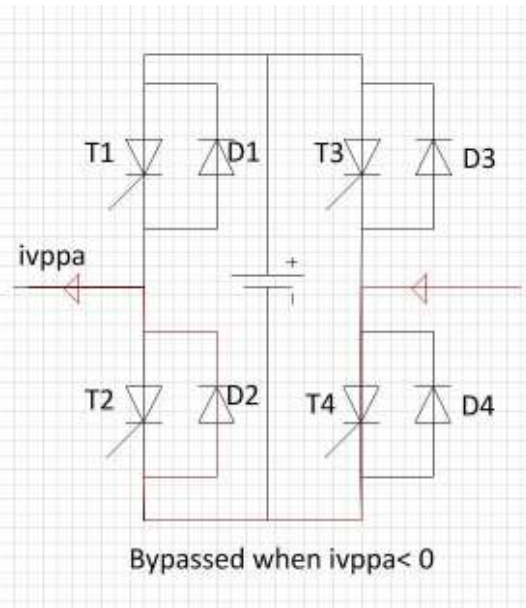 T1
D1
T3
D3
ivppa
+
-
T2
D2
T4
D4
Bypassed when ivppa< 0